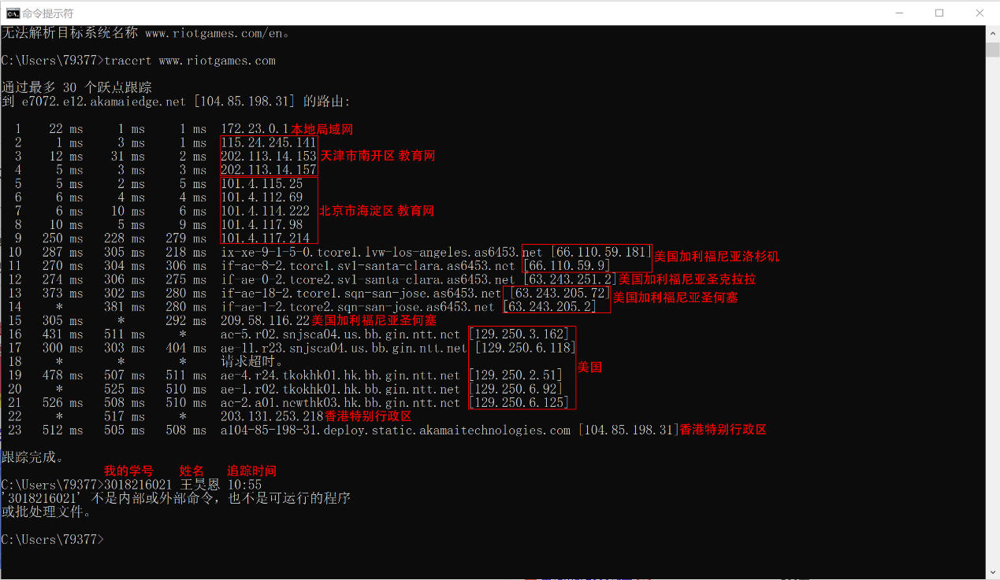 命令提示符
无法解析目标系统名称 www.riotgames.com/en。
C:\Users\79377>tracert www.riotgames.com
通过最多 30 个跃点跟踪
到 e7072.e12.akamaiedge.net [104.85.198.31] 的路由:
1 22 ms 1 ms 1 ms 172.23.0.1 本地局域网
2 1 ms 3 ms 1 ms 115.24.245.141
3 12 ms 31 ms 2 ms 202.113.14.153 天津市南开区 教育网
4 5 ms 3 ms 3 ms 202.113.14.157
5 5 ms 2 ms 5 ms 101.4.115.25
6 6 ms 4 ms 4 ms 101.4.112.69
7 6 ms 10 ms 6 ms 101.4.114.222 北京市海淀区 教育网
8 10 ms 5 ms 9 ms 101.4.117.98
9 250 ms 228 ms 279 ms 101.4.117.214
10 287 ms 305 ms 218 ms ix-xe-9-1-5-0.tcore1.lvw-los-angeles.as6453.net [66.110.59.181] 美国加利福尼亚洛杉矶
11 270 ms 304 ms 306 ms if-ae-8-2.tcore1.sv1-santa-clara.as6453.net [66.110.59.9]
12 274 ms 306 ms 275 ms if-ae-0-2.tcore2.sv1-santa-clara.as6453.net [63.243.251.2] 美国加利福尼亚圣克拉拉
13 373 ms 302 ms 280 ms if-ae-18-2.tcore1.sqn-san-jose.as6453.net [63.243.205.72] 美国加利福尼亚圣何塞
14 * 381 ms 280 ms if-ae-1-2.tcore2.sqn-san-jose.as6453.net [63.243.205.2]
15 305 ms * 292 ms 209.58.116.22 美国加利福尼亚圣何塞
16 431 ms 511 ms * ae-5.r02.snjsca04.us.bb.gin.ntt.net [129.250.3.162]
17 300 ms 303 ms 404 ms ae-11.r23.snjsca04.us.bb.gin.ntt.net [129.250.6.118]
18 * * * 请求超时。 美国
19 478 ms 507 ms 511 ms ae-4.r24.tkokhk01.hk.bb.gin.ntt.net [129.250.2.51]
20 * 525 ms 510 ms ae-1.r02.tkokhk01.hk.bb.gin.ntt.net [129.250.6.92]
21 526 ms 508 ms 510 ms ae-2.a01.newthk03.hk.bb.gin.ntt.net [129.250.6.125]
22 * 517 ms * 203.131.253.218 香港特别行政区
23 512 ms 505 ms 508 ms a104-85-198-31.deploy.static.akamaitechnologies.com [104.85.198.31] 香港特别行政区
跟踪完成。
我的学号 姓名 追踪时间
C:\Users\79377>3018216021 王昊恩 10:55
'3018216021' 不是内部或外部命令，也不是可运行的程序
或批处理文件。
C:\Users\79377>